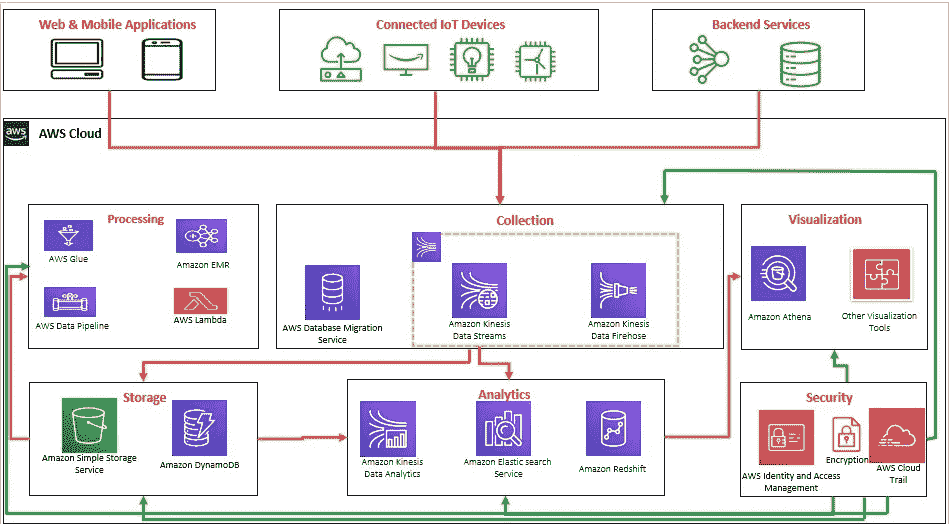 Web & Mobile Applications
Connected IoT Devices
Backend Services
aws
AWS Cloud
Processing
AWS Glue
Amazon EMR
AWS Data Pipeline
AWS Lambda
Collection
AWS Database Migration
Service
Amazon Kinesis
Data Streams
Amazon Kinesis
Data Firehose
Visualization
Amazon Athena
Other Visualization
Tools
Storage
Amazon Simple Storage
Service
Amazon DynamoDB
Analytics
Amazon Kinesis
Data Analytics
Amazon Elastic search
Service
Amazon Redshift
Security
AWS Identity and Access
Management
Encryption
AWS Cloud
Trail